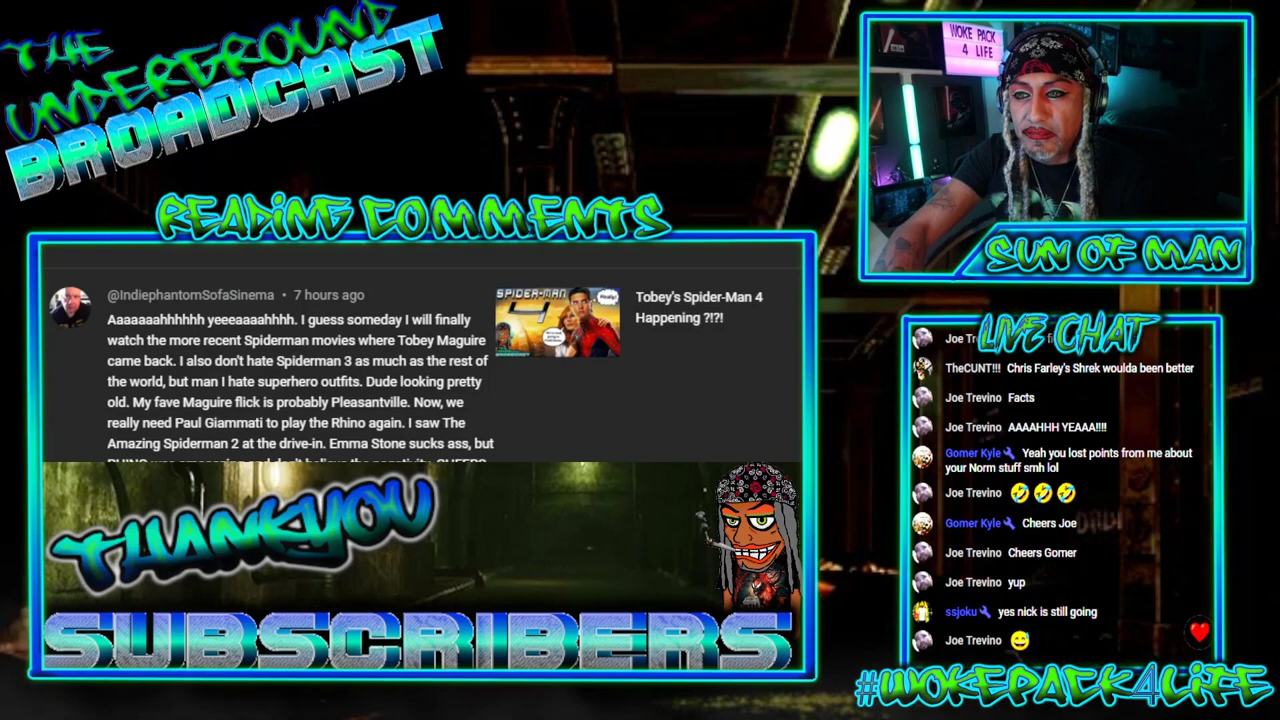 THE
UNDERGROUND
BROADCAST
READING COMMENTS
@IndiephantomSofaSinema • 7 hours ago
Aaaaaaahhhhhh yeeeaaaahhhh. I guess someday I will finally
watch the more recent Spiderman movies where Tobey Maguire
came back. I also don't hate Spiderman 3 as much as the rest of
the world, but man I hate superhero outfits. Dude looking pretty
old. My fave Maguire flick is probably Pleasantville. Now, we
really need Paul Giammati to play the Rhino again. I saw The
Amazing Spiderman 2 at the drive-in. Emma Stone sucks ass, but
SPIDER-MAN
4
Really!
Tobey's Spider-Man 4
Happening ?!?!
THANKYOU
SUBSCRIBERS
WOKE PACK
4 LIFE
SUN OF MAN
LIVE CHAT
Joe
TheCUNT!!! Chris Farley's Shrek woulda been better
Joe Trevino Facts
Joe Trevino AAAAHHH YEAAA!!!!
Gomer Kyle Yeah you lost points from me about
your Norm stuff smh lol
Joe Trevino 🤣🤣🤣
Gomer Kyle Cheers Joe
Joe Trevino Cheers Gomer
Joe Trevino yup
ssjoku yes nick is still going
Joe Trevino 😅
#WOKEPACK4LIFE